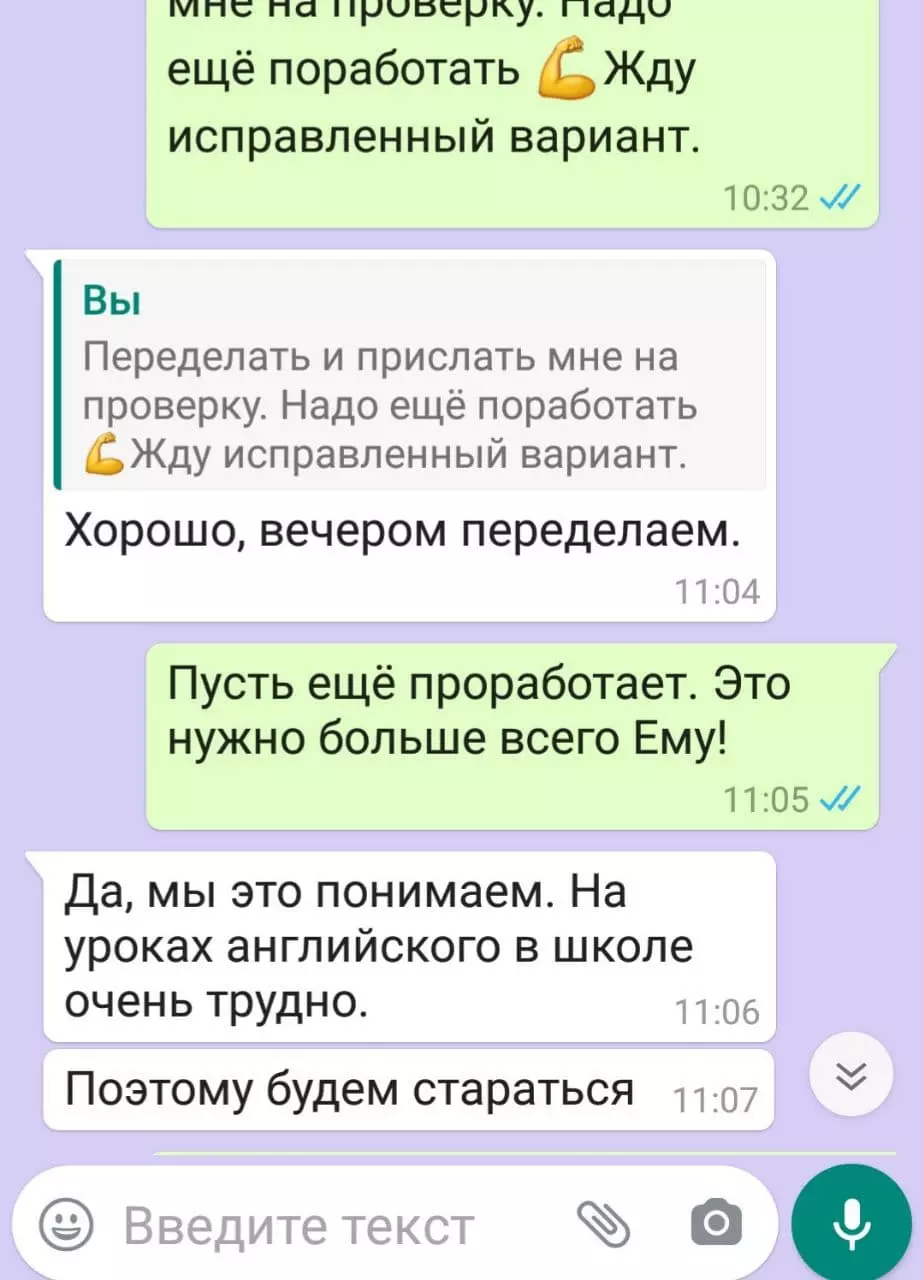 мне на проверку. Надо
ещё поработать 💪Жду
исправленный вариант.
10:32
Вы
Переделать и прислать мне на
проверку. Надо ещё поработать
💪Жду исправленный вариант.
Хорошо, вечером переделаем.
11:04
Пусть ещё проработает. Это
нужно больше всего Ему!
11:05
Да, мы это понимаем. На
уроках английского в школе
очень трудно.
11:06
Поэтому будем стараться
11:07
Введите текст